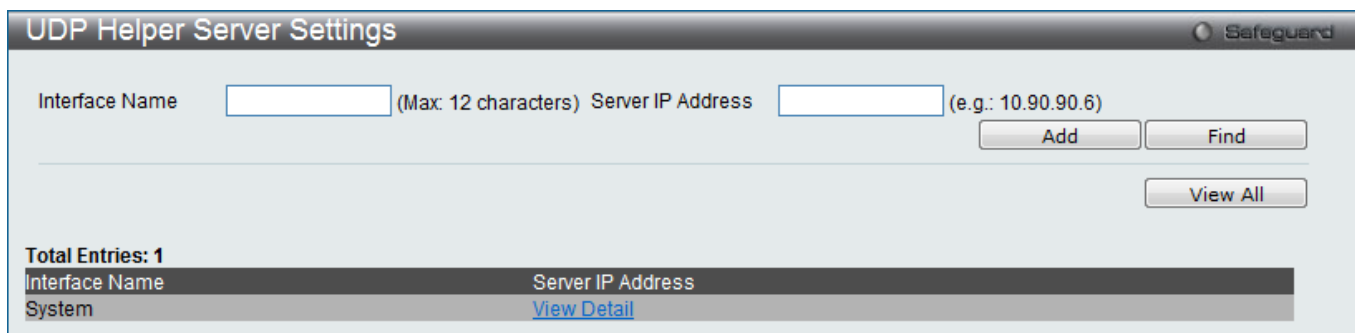 UDP Helper Server Settings
Safeguard
Interface Name (Max: 12 characters) Server IP Address (e.g.: 10.90.90.6)
Add Find
View All
Total Entries: 1
Interface Name Server IP Address
System View Detail